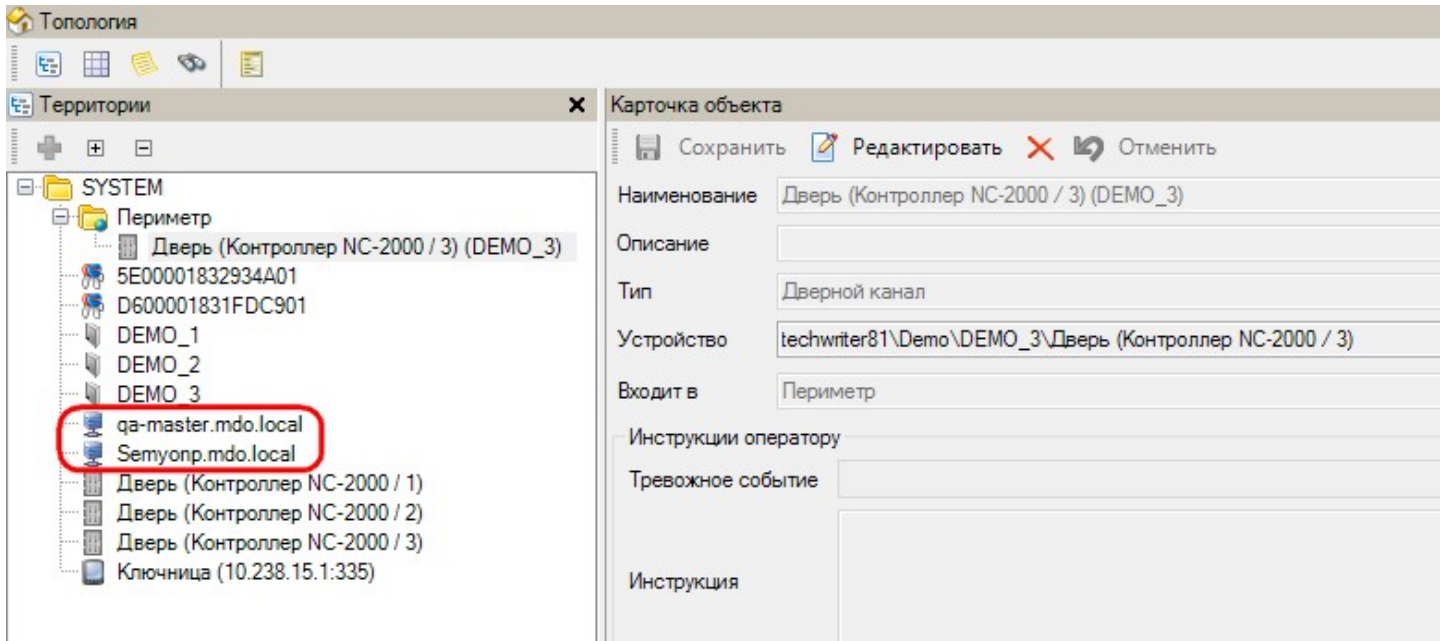 Топология
Территории
SYSTEM
Периметр
Дверь (Контроллер NC-2000 / 3) (DEMO_3)
5E00001832934A01
D600001831FDC901
DEMO_1
DEMO_2
DEMO_3
qa-master.mdo.local
Semyonp.mdo.local
Дверь (Контроллер NC-2000 / 1)
Дверь (Контроллер NC-2000 / 2)
Дверь (Контроллер NC-2000 / 3)
Ключница (10.238.15.1:335)
Карточка объекта
Сохранить Редактировать Отменить
Наименование Дверь (Контроллер NC-2000 / 3) (DEMO_3)
Описание
Тип Дверной канал
Устройство techwriter81\Demo\DEMO_3\Дверь (Контроллер NC-2000 / 3)
Входит в Периметр
Инструкции оператору
Тревожное событие
Инструкция